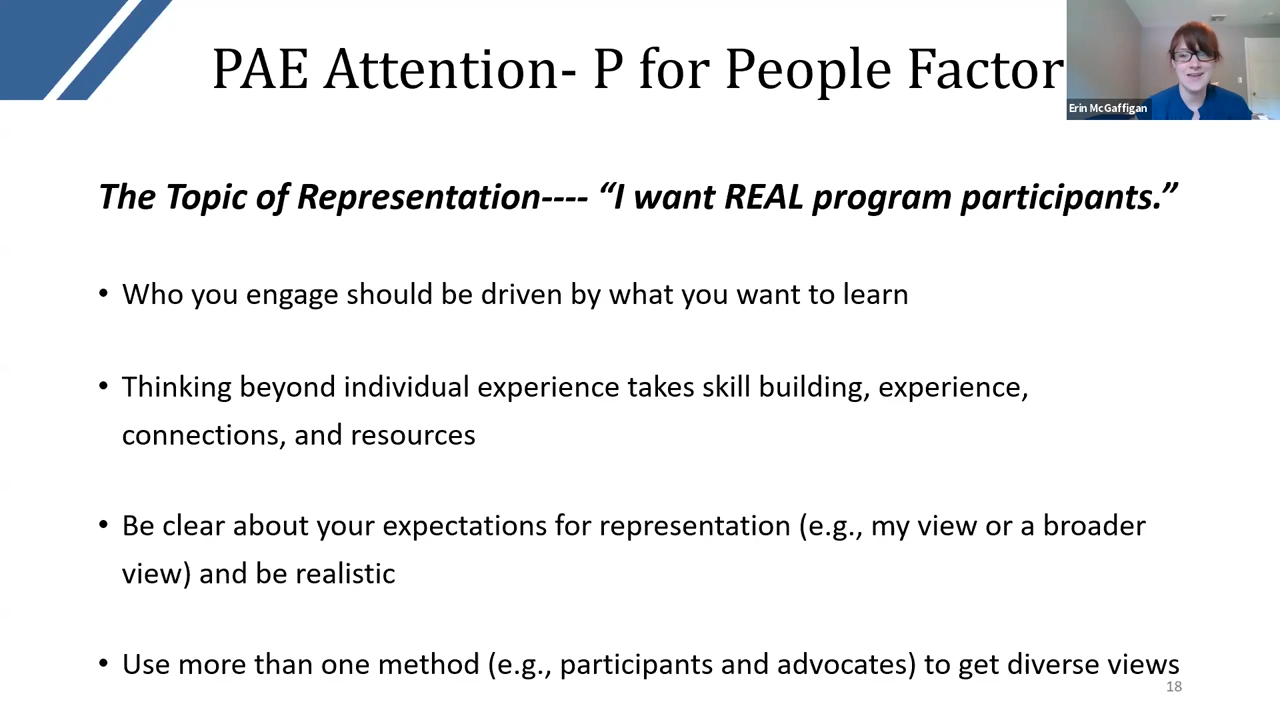 PAE Attention- P for People Factor
Erin McGaffigan
The Topic of Representation---- “I want REAL program participants.”
• Who you engage should be driven by what you want to learn
• Thinking beyond individual experience takes skill building, experience,
connections, and resources
• Be clear about your expectations for representation (e.g., my view or a broader
view) and be realistic
• Use more than one method (e.g., participants and advocates) to get diverse views
18